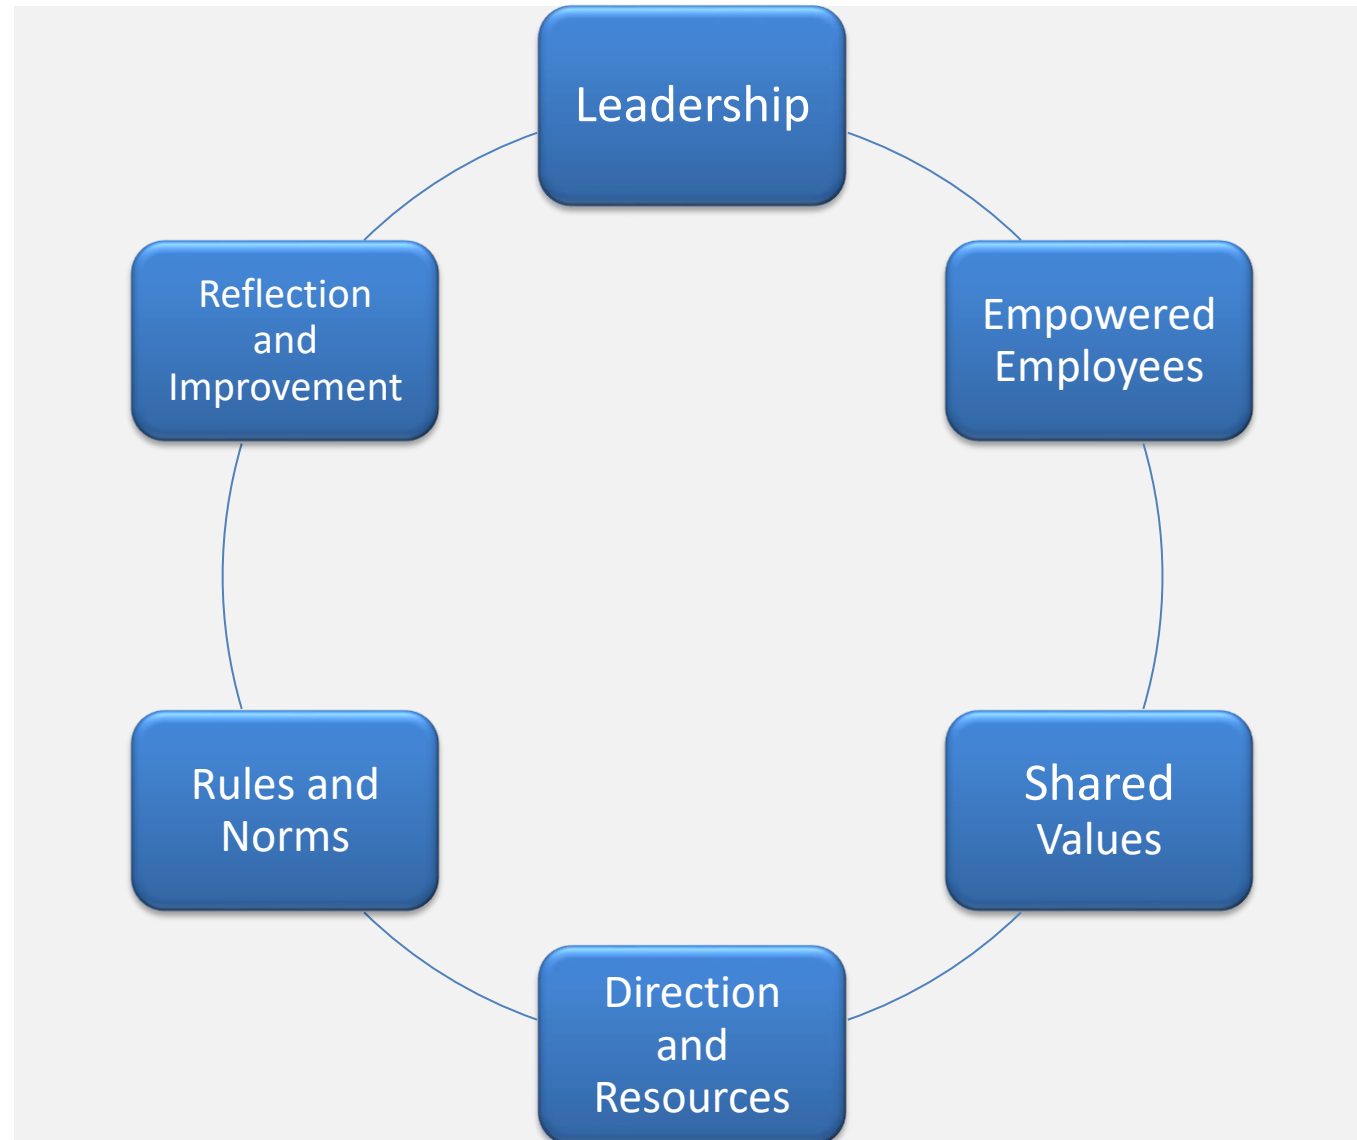 Leadership
Empowered
Employees
Shared
Values
Direction
and
Resources
Rules and
Norms
Reflection
and
Improvement